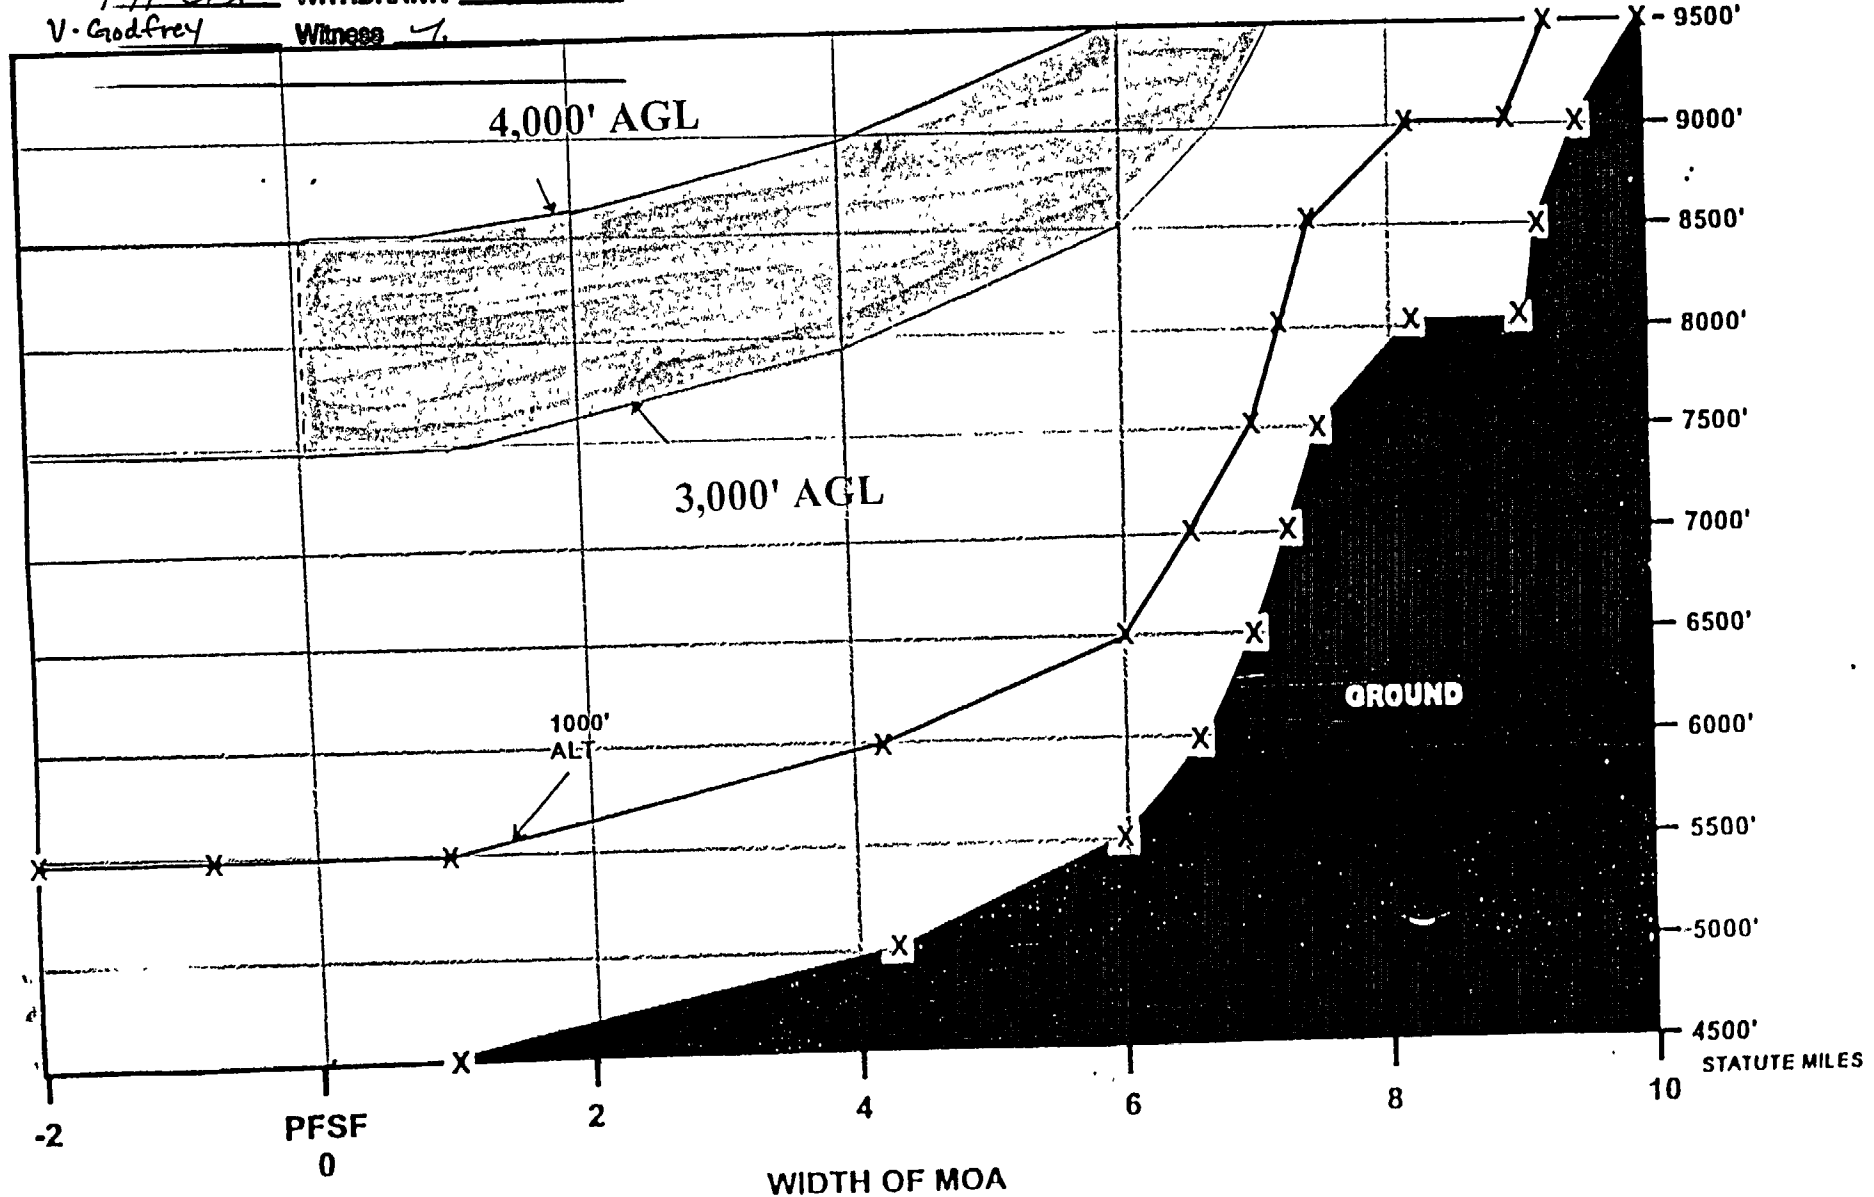 V. Godfrey Witness
4,000' AGL
3,000' AGL
1000'
ALT
GROUND
9500'
9000'
8500'
8000'
7500'
7000'
6500'
6000'
5500'
5000'
4500'
STATUTE MILES
-2 PFSF 2 4 6 8 10
0
WIDTH OF MOA